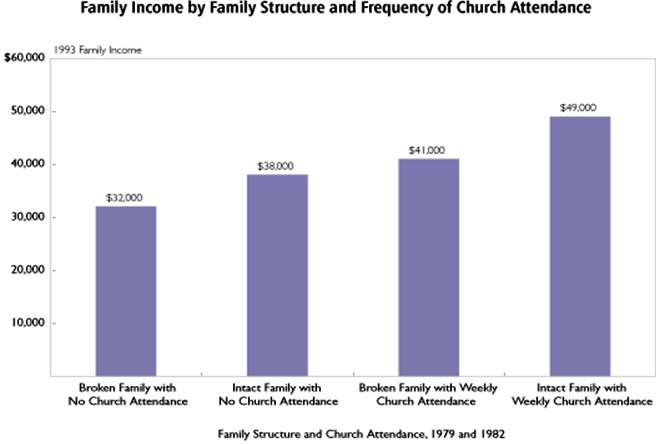 Family Income by Family Structure and Frequency of Church Attendance
1993 Family Income
$60,000
50,000
40,000
30,000
20,000
10,000
$32,000
$38,000
$41,000
$49,000
Broken Family with
No Church Attendance
Intact Family with
No Church Attendance
Broken Family with Weekly
Church Attendance
Intact Family with
Weekly Church Attendance
Family Structure and Church Attendance, 1979 and 1982